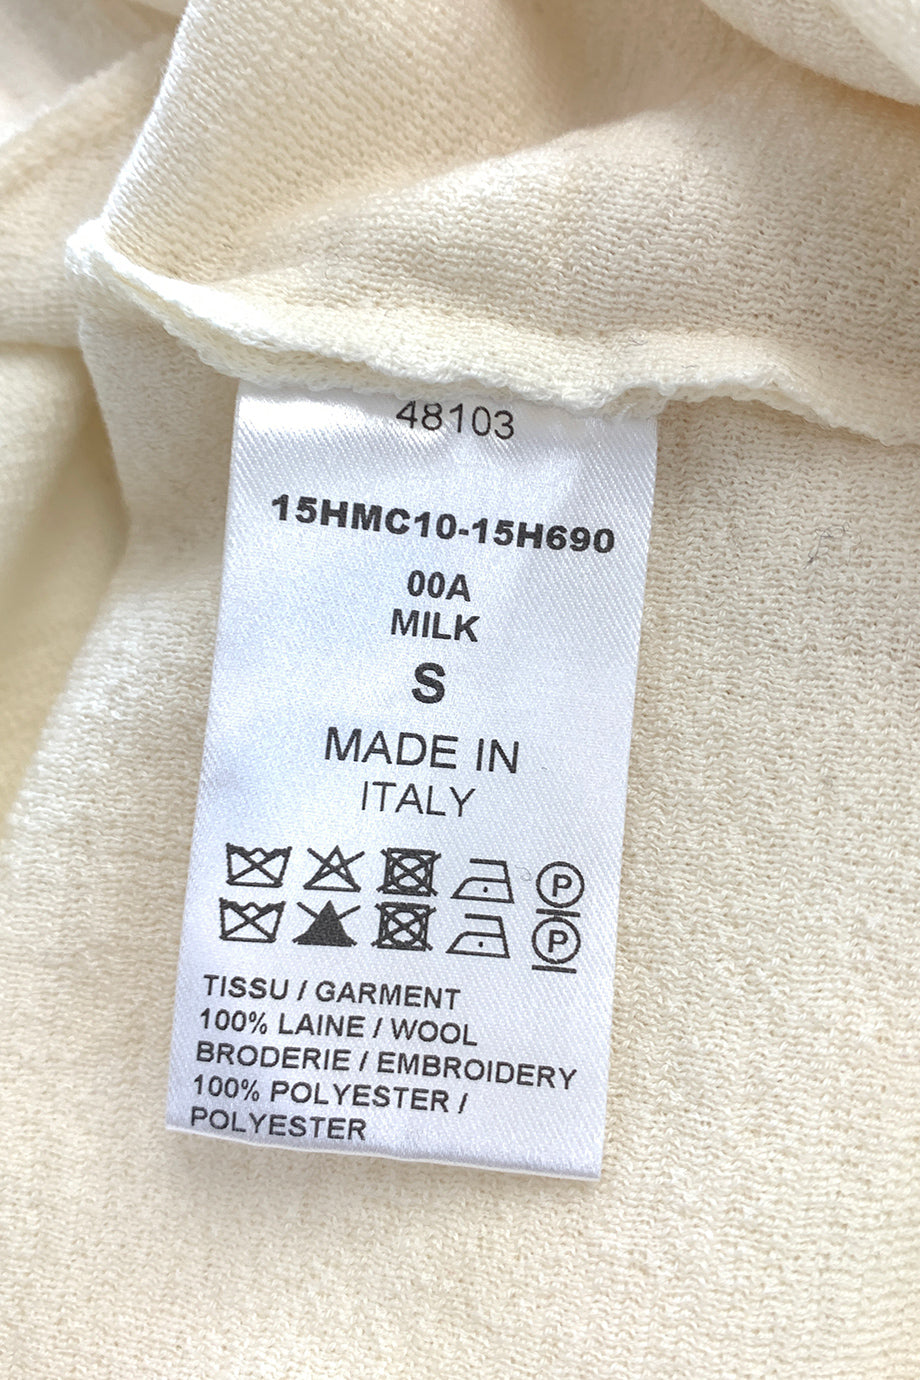 48103
15HMC10-15H690
00A
MILK
S
MADE IN
ITALY
P
P
TISSU / GARMENT
100% LAINE / WOOL
BRODERIE / EMBROIDERY
100% POLYESTER /
POLYESTER